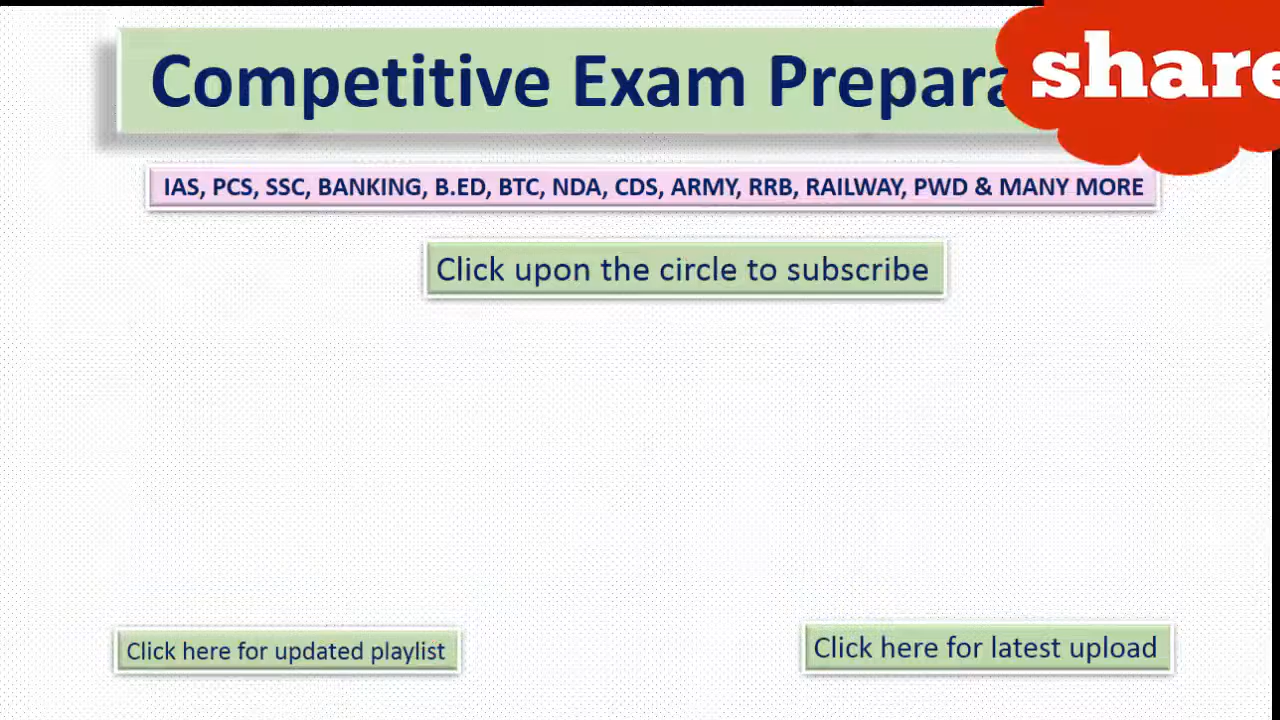 Competitive Exam Prepara
share
IAS, PCS, SSC, BANKING, B.ED, BTC, NDA, CDS, ARMY, RRB, RAILWAY, PWD & MANY MORE
Click upon the circle to subscribe
Click here for updated playlist
Click here for latest upload